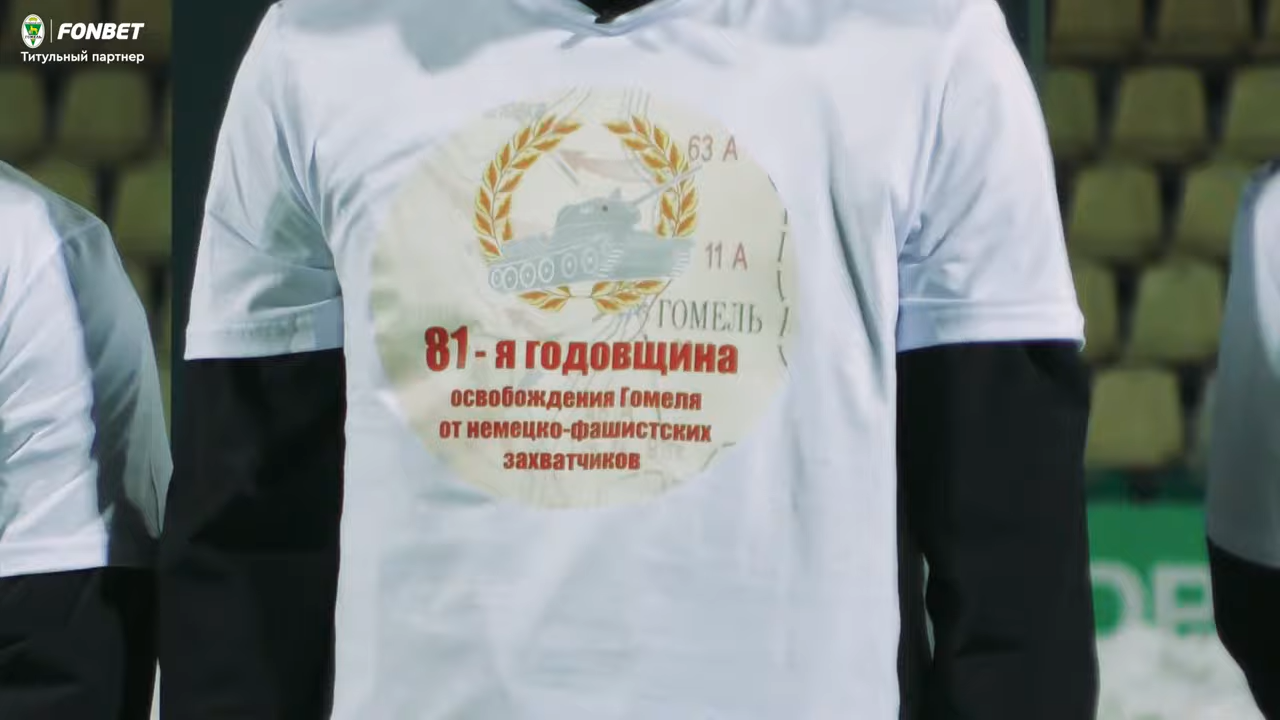 FONBET
Титульный партнер
63 А
11 А
ГОМЕЛЬ
81 - я годовщина
освобождения Гомеля
от немецко-фашистских
захватчиков